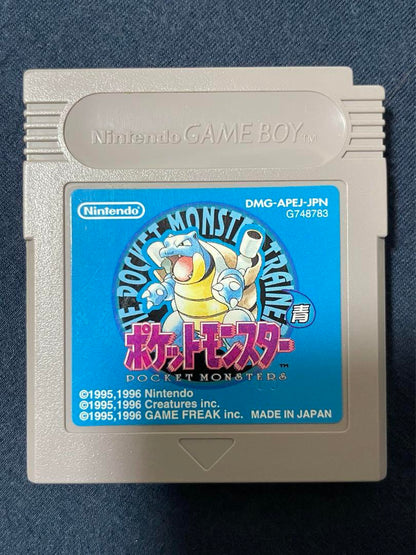 Nintendo GAME BOY TM
Nintendo
DMG-APEJ-JPN
G748783
THE POCKET MONSTER TRAINER
青
ポケットモンスター
POCKET MONSTERS TM
©1995,1996 Nintendo
©1995,1996 Creatures inc.
©1995,1996 GAME FREAK inc. MADE IN JAPAN